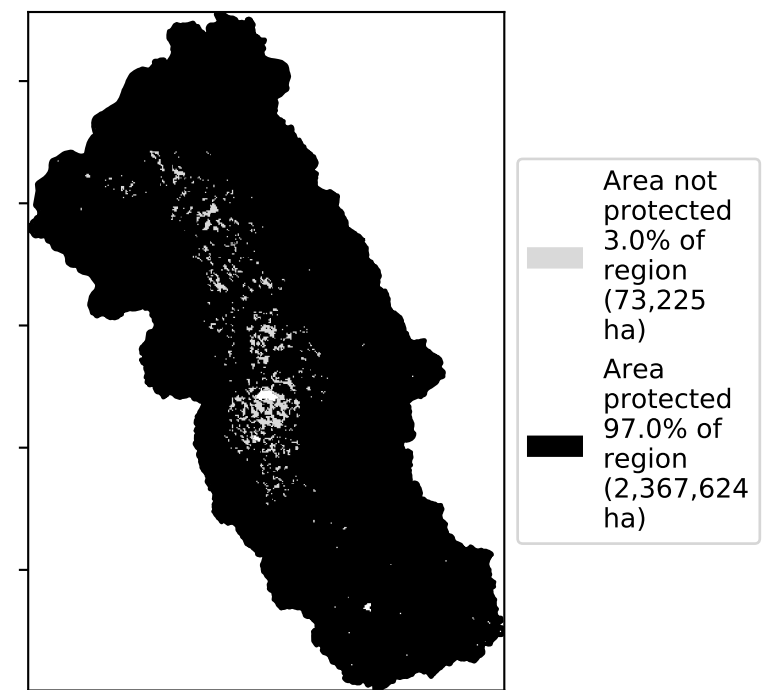 Area not
protected
3.0% of
region
(73,225
ha)
Area
protected
97.0% of
region
(2,367,624
ha)